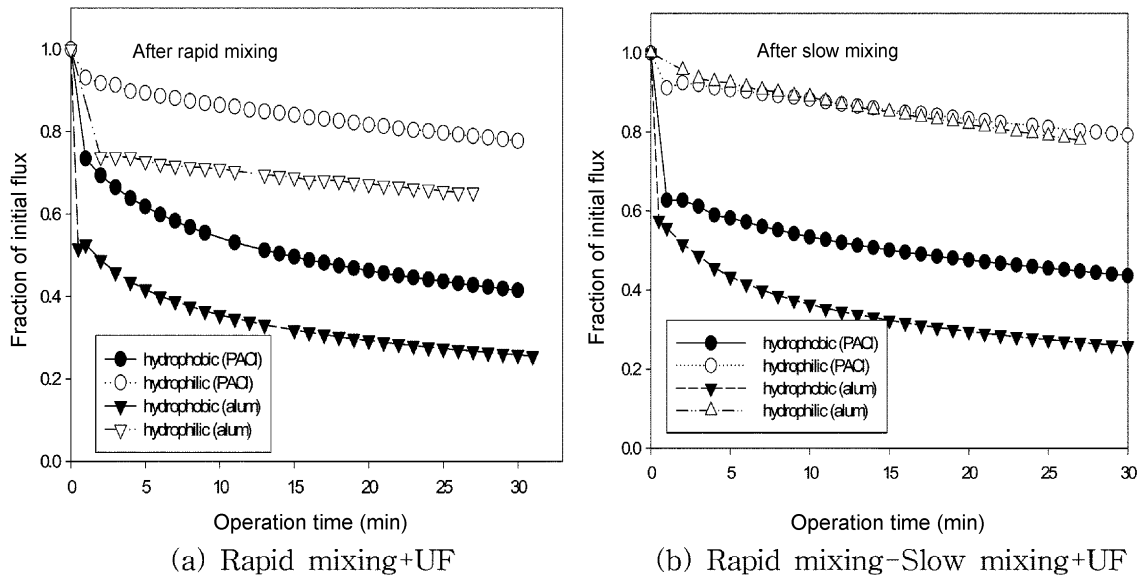 After rapid mixing
Fraction of initial flux
1.0
0.8
0.6
0.4
0.2
0.0
hydrophobic (PACl)
hydrophilic (PACl)
hydrophobic (alum)
hydrophilic (alum)
0 5 10 15 20 25 30
Operation time (min)
(a) Rapid mixing+UF
After slow mixing
Fraction of initial flux
1.0
0.8
0.6
0.4
0.2
0.0
hydrophobic (PACl)
hydrophilic (PACl)
hydrophobic (alum)
hydrophilic (alum)
0 5 10 15 20 25 30
Operation time (min)
(b) Rapid mixing-Slow mixing+UF